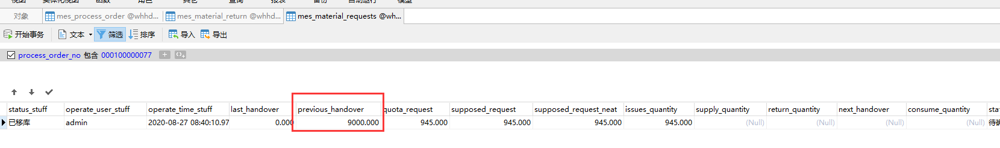 对象 mes_process_order @whhd... mes_material_return @whhd... mes_material_requests @wh...
开始事务 文本 筛选 排序 导入 导出
process_order_no 包含 000100000077
status_stuff operate_user_stuff operate_time_stuff last_handover previous_handover quota_request supposed_request supposed_request_neat issues_quantity supply_quantity return_quantity next_handover consume_quantity stat
已移库 admin 2020-08-27 08:40:10.97 0.000 9000.000 945.000 945.000 945.000 945.000 (Null) (Null) (Null) (Null) 待确